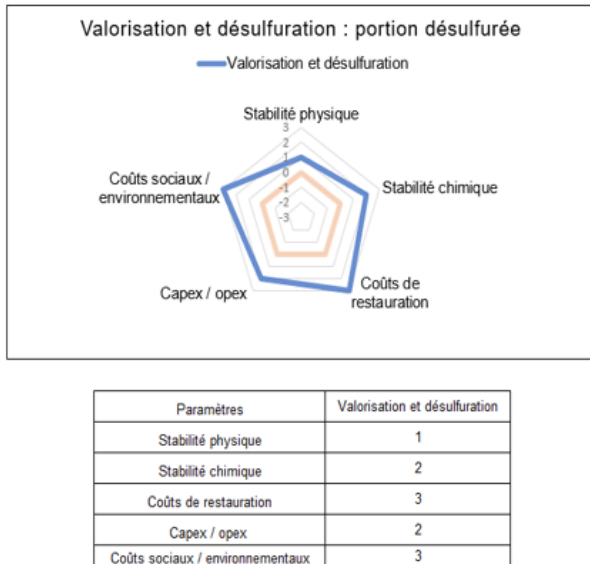 Valorisation et désulfuration : portion désulfurée
Valorisation et désulfuration
Stabilité physique
3
2
1
0
-1
-2
-3
Stabilité chimique
Coûts de
restauration
Capex / opex
Coûts sociaux /
environnementaux
Paramètres Valorisation et désulfuration
Stabilité physique 1
Stabilité chimique 2
Coûts de restauration 3
Capex / opex 2
Coûts sociaux / environnementaux 3